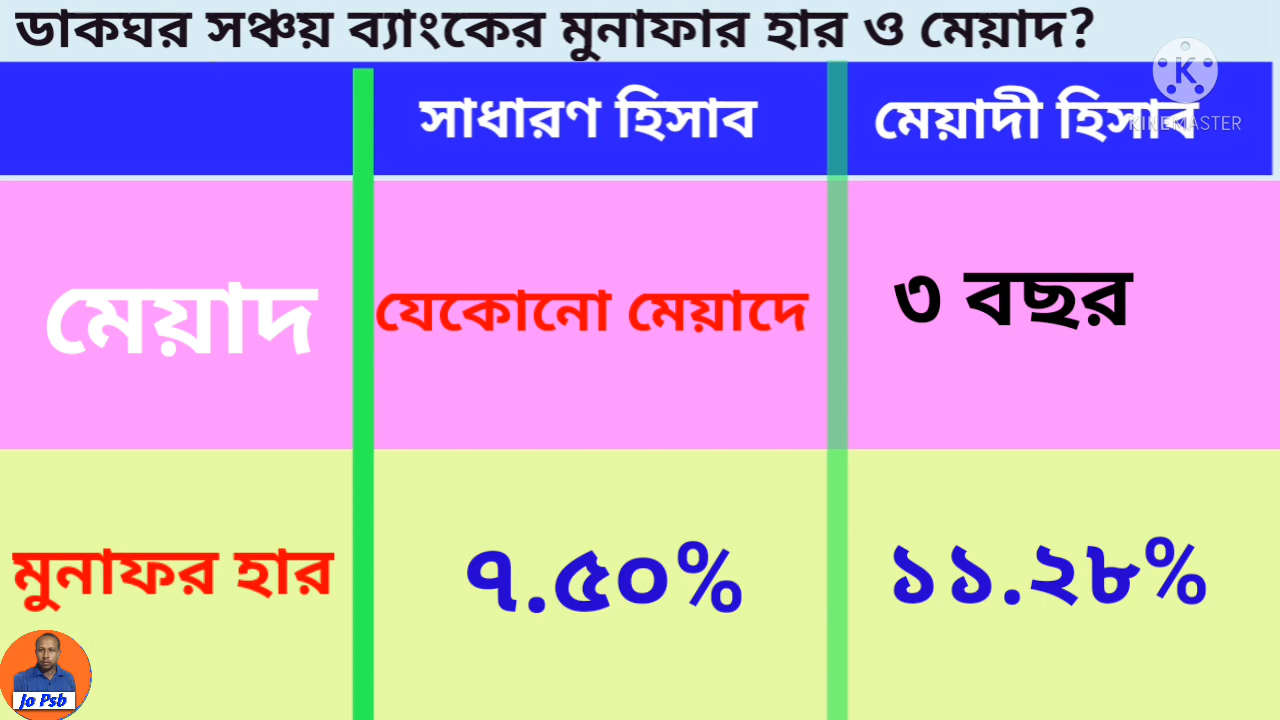 ডাকঘর সঞ্চয় ব্যাংকের মুনাফার হার ও মেয়াদ?
K
KINEMASTER
সাধারণ হিসাব মেয়াদী হিসাব
মেয়াদ যেকোনো মেয়াদে ৩ বছর
মুনাফর হার ৭.৫০% ১১.২৮%
Jo Psb